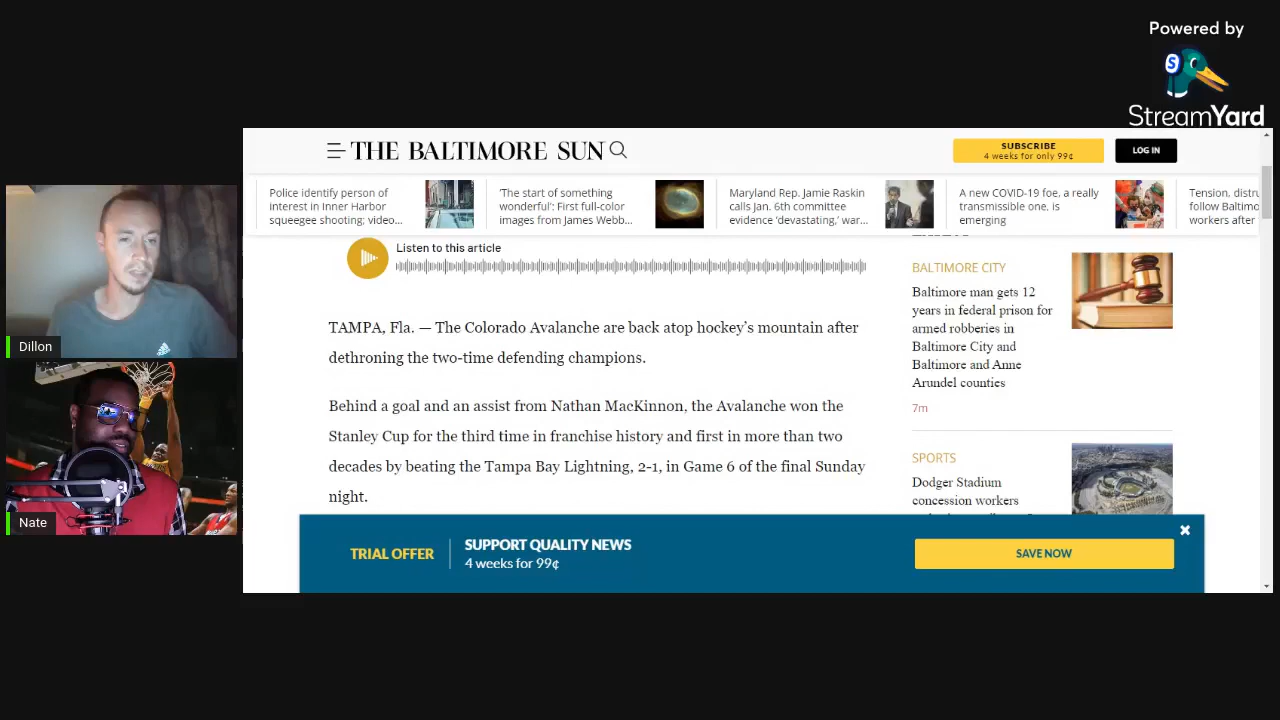 Powered by
S
StreamYard
THE BALTIMORE SUN
SUBSCRIBE
4 weeks for only 99¢
LOG IN
Police identify person of
interest in Inner Harbor
squeegee shooting; video...
'The start of something
wonderful': First full-color
images from James Webb...
Maryland Rep. Jamie Raskin
calls Jan. 6th committee
evidence 'devastating,' war...
A new COVID-19 foe, a really
transmissible one, is
emerging
Tension, distru
follow Baltimo
workers after
Listen to this article
TAMPA, Fla. — The Colorado Avalanche are back atop hockey's mountain after
dethroning the two-time defending champions.
Behind a goal and an assist from Nathan MacKinnon, the Avalanche won the
Stanley Cup for the third time in franchise history and first in more than two
decades by beating the Tampa Bay Lightning, 2-1, in Game 6 of the final Sunday
night.
BALTIMORE CITY
Baltimore man gets 12
years in federal prison for
armed robberies in
Baltimore City and
Baltimore and Anne
Arundel counties
7m
SPORTS
Dodger Stadium
concession workers
Dillon
Nate
TRIAL OFFER
SUPPORT QUALITY NEWS
4 weeks for 99¢
SAVE NOW